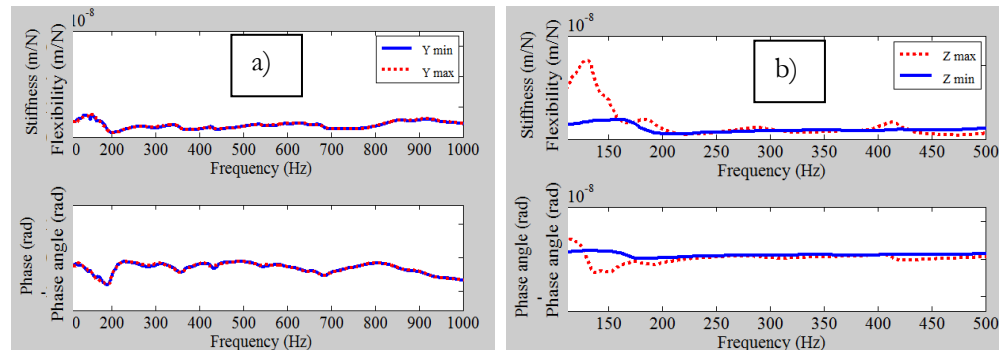 10^-8
Stiffness (m/N)
Flexibility (m/N)
a)
Y min
Y max
0 200 300 400 500 600 700 800 900 1000
Frequency (Hz)
Phase (rad)
' Phase angle (rad)
0 200 300 400 500 600 700 800 900 1000
Frequency (Hz)
10^-8
Stiffness (m/N)
Flexibility (m/N)
b)
Z max
Z min
150 200 250 300 350 400 450 500
Frequency (Hz)
10^-8
Phase angle (rad)
' Phase angle (rad)
150 200 250 300 350 400 450 500
Frequency (Hz)